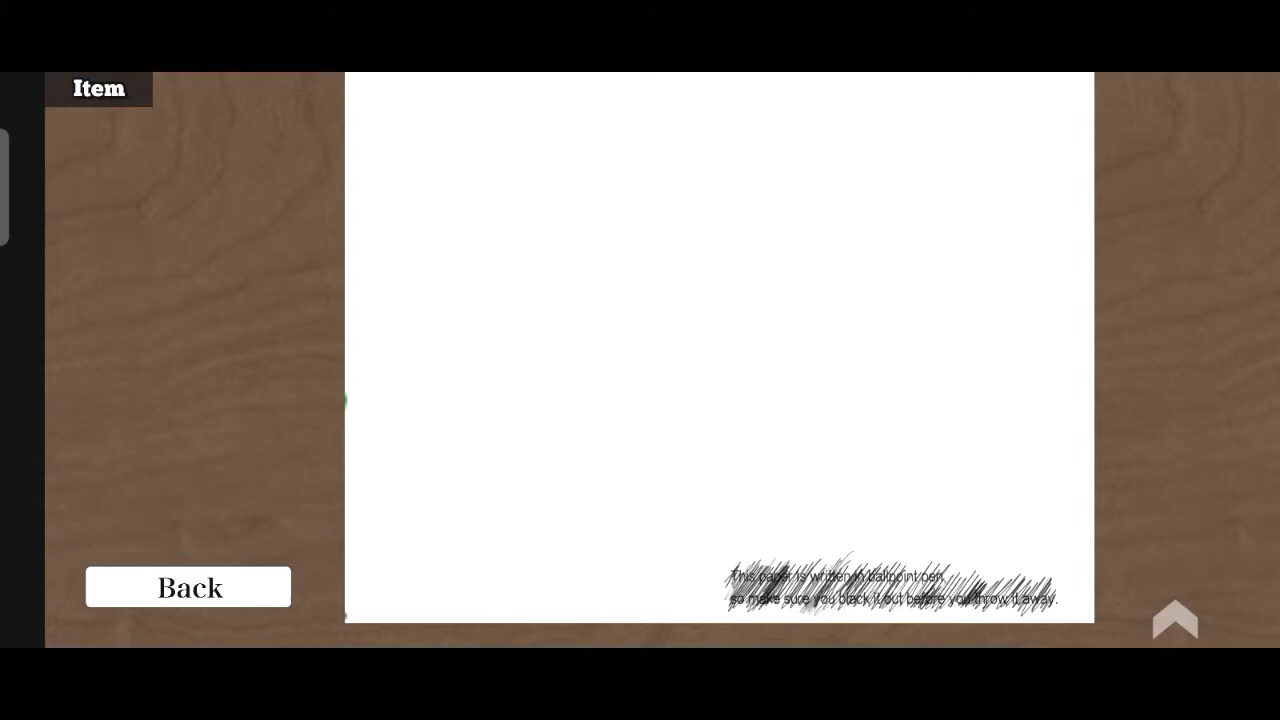 Item
This paper is written in ballpoint pen,
so make sure you black it out before you throw it away.
Back